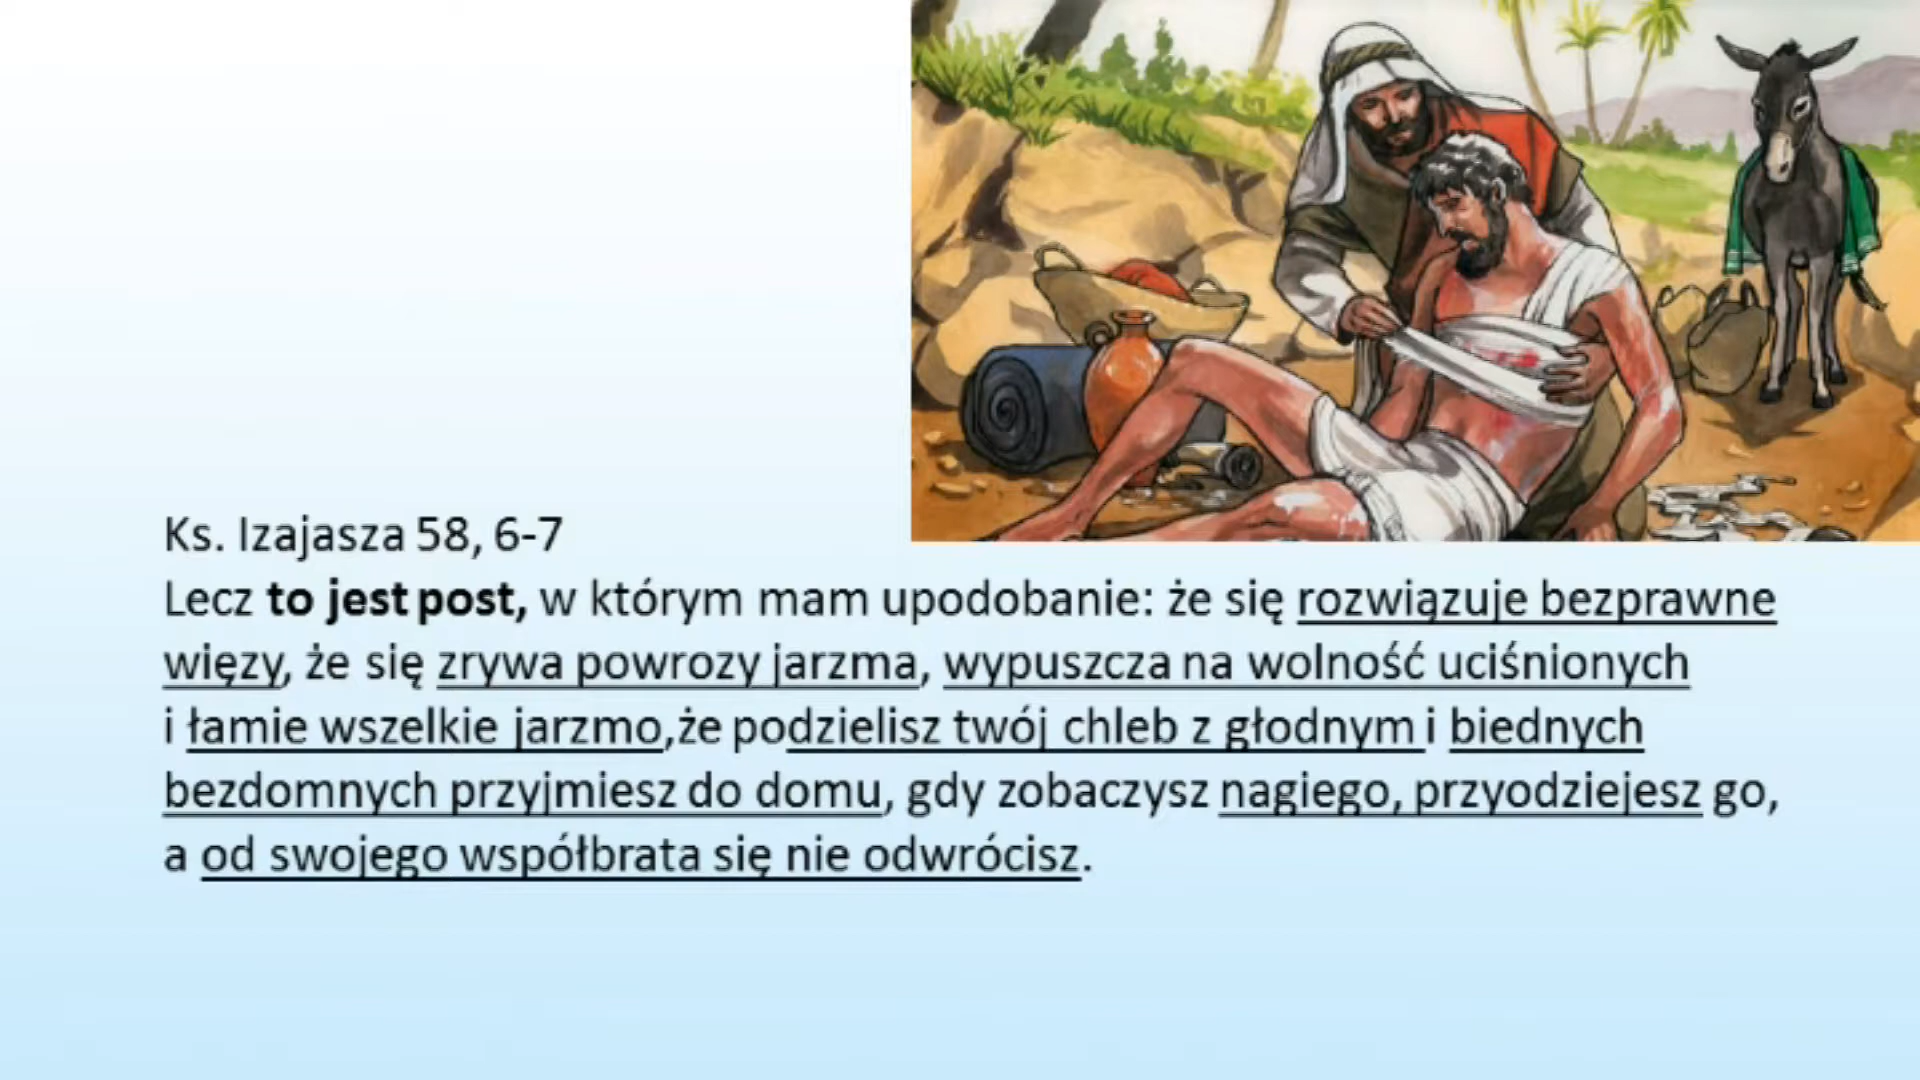 Ks. Izajasza 58, 6-7
Lecz to jest post, w którym mam upodobanie: że się rozwiązuje bezprawne
więzy, że się zrywa powrozy jarzma, wypuszcza na wolność uciśnionych
i łamie wszelkie jarzmo,że podzielisz twój chleb z głodnym i biednych
bezdomnych przyjmiesz do domu, gdy zobaczysz nagiego, przyodziejesz go,
a od swojego współbrata się nie odwrócisz.